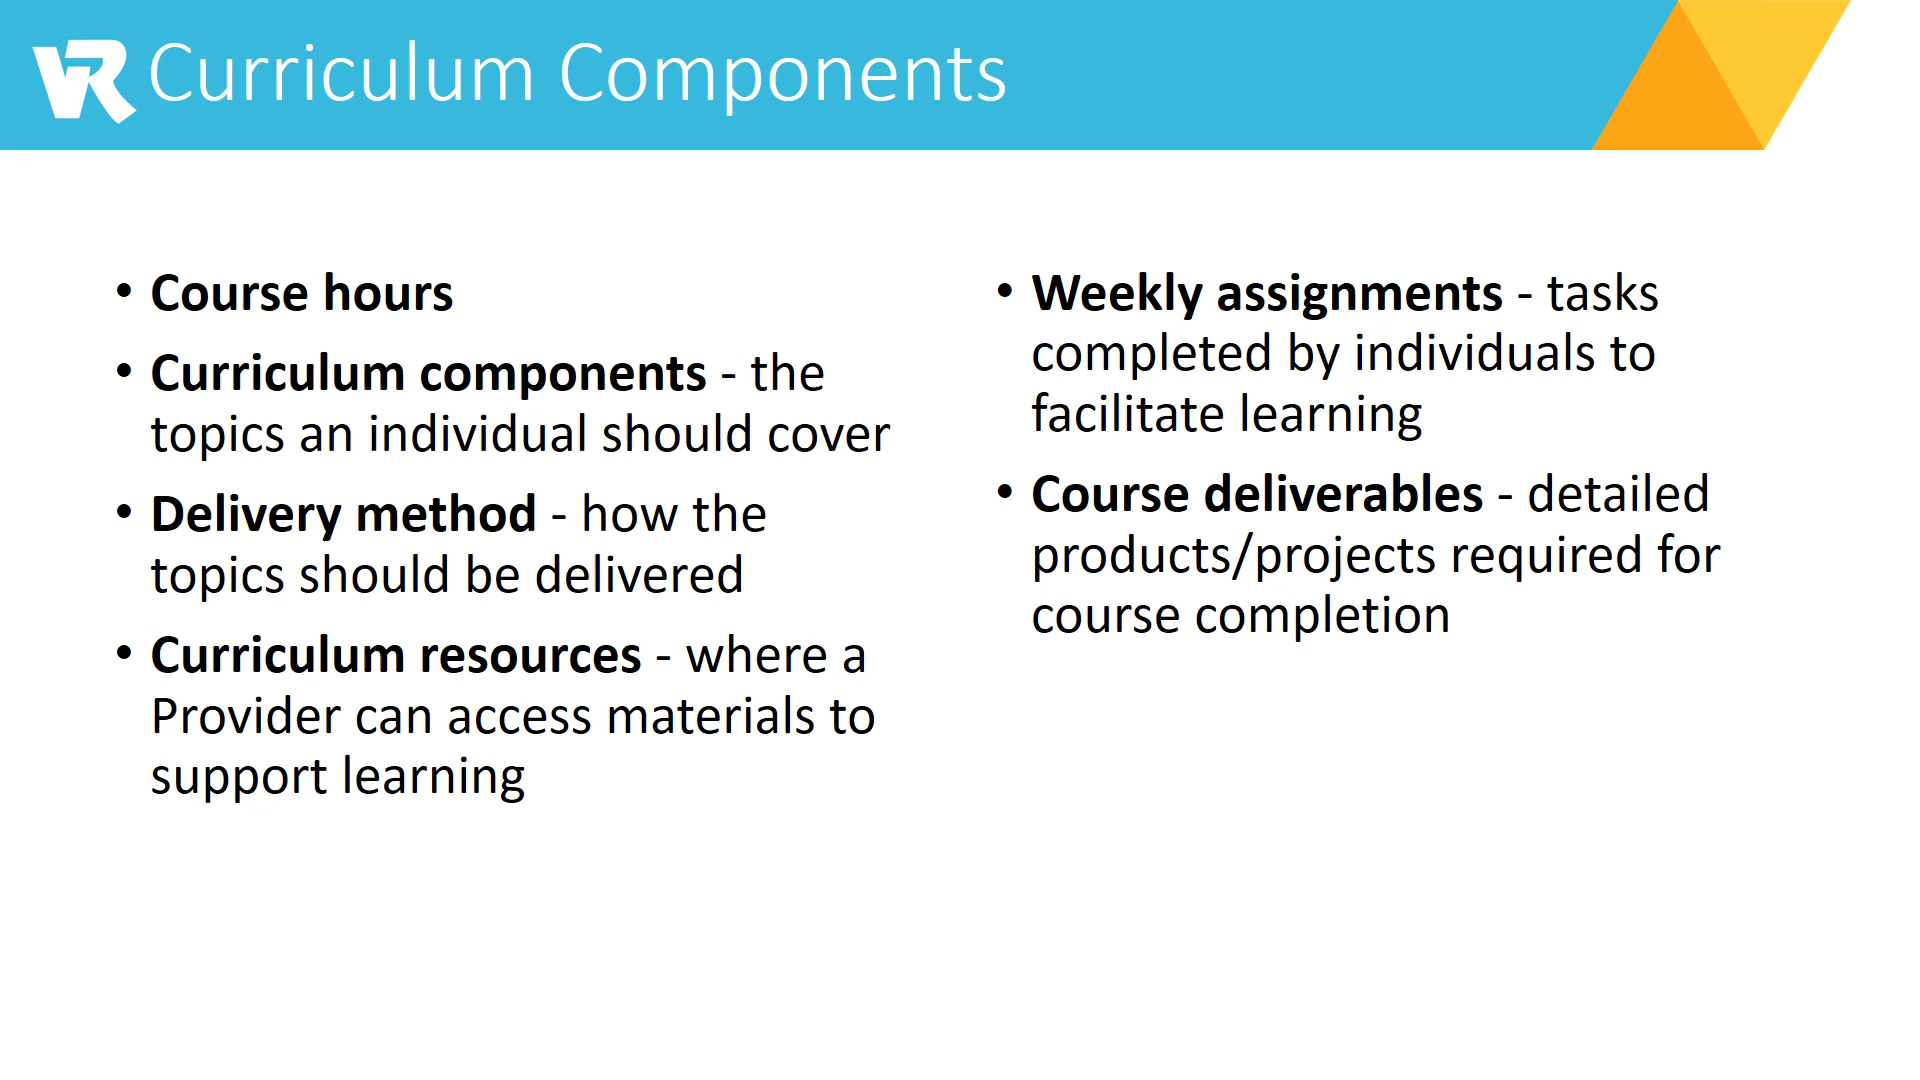 VR Curriculum Components
• Course hours
• Curriculum components - the
topics an individual should cover
• Delivery method - how the
topics should be delivered
• Curriculum resources - where a
Provider can access materials to
support learning
• Weekly assignments - tasks
completed by individuals to
facilitate learning
• Course deliverables - detailed
products/projects required for
course completion